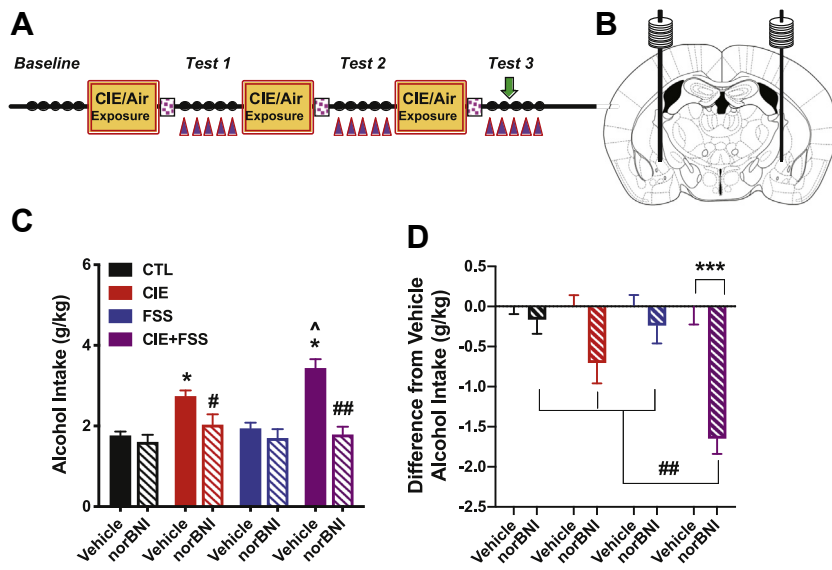 A
B
Baseline
Test 1
Test 2
Test 3
CIE/Air
Exposure
CIE/Air
Exposure
CIE/Air
Exposure
C
Alcohol Intake (g/kg)
6
4
2
0
CTL
CIE
FSS
CIE+FSS
*
#
^
*
##
Vehicle
norBNI
Vehicle
norBNI
Vehicle
norBNI
Vehicle
norBNI
D
Difference from Vehicle
Alcohol Intake (g/kg)
0.5
0.0
-0.5
-1.0
-1.5
-2.0
-2.5
***
##
Vehicle
norBNI
Vehicle
norBNI
Vehicle
norBNI
Vehicle
norBNI